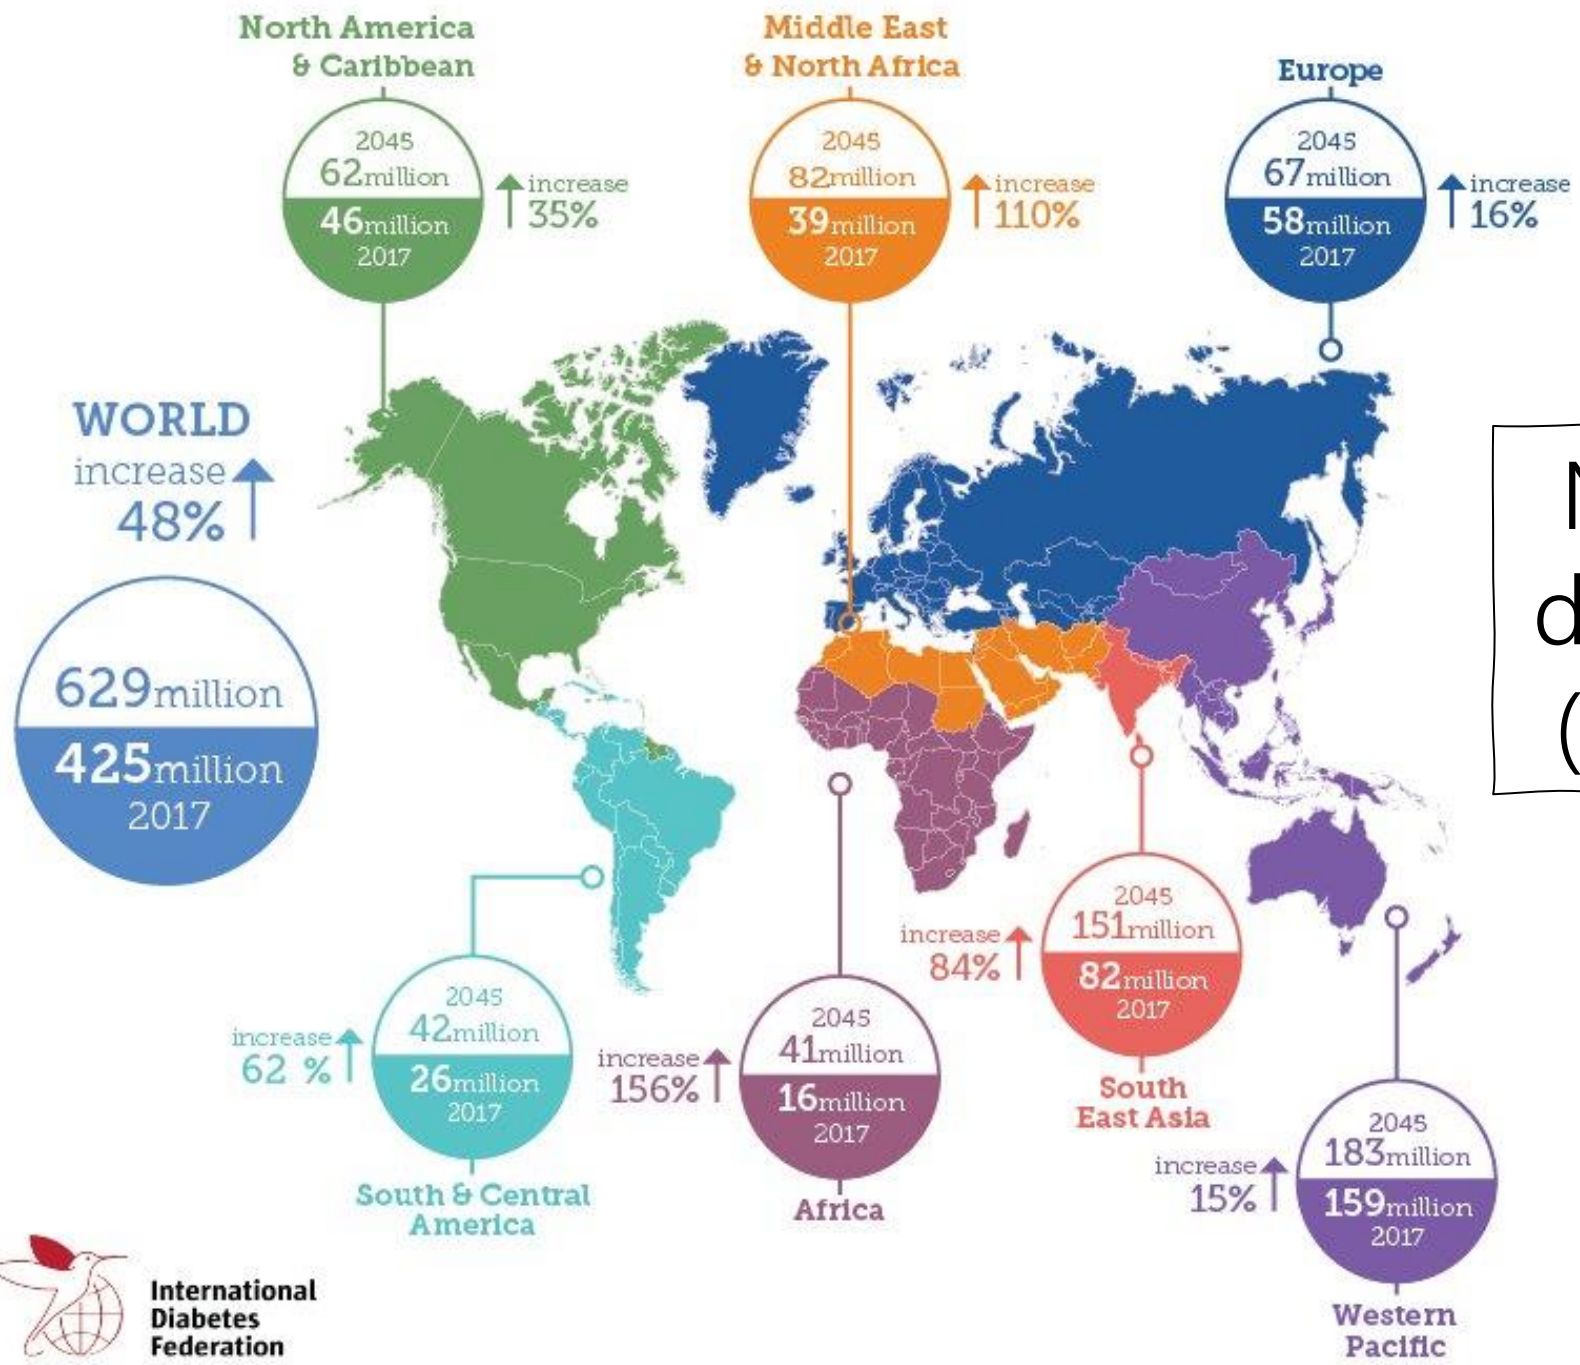 North America
& Caribbean
2045
62million
46million
2017
increase
35%
Middle East
& North Africa
2045
82million
39million
2017
increase
110%
Europe
2045
67million
58million
2017
increase
16%
WORLD
increase
48%
629million
425million
2017
2045
42million
26million
2017
increase
62 %
South & Central
America
2045
41million
16million
2017
increase
156%
Africa
2045
151million
82million
2017
increase
84%
South
East Asia
2045
183million
159million
2017
increase
15%
Western
Pacific
International
Diabetes
Federation